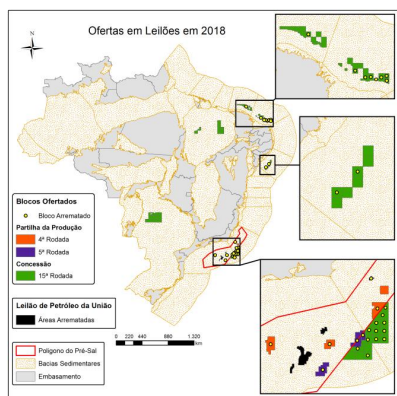 Ofertas em Leilões em 2018
N
Blocos Ofertados
Bloco Arrematado
Partilha da Produção
4ª Rodada
5ª Rodada
Concessão
15ª Rodada
Leilão de Petróleo da União
Áreas Arrematadas
0 220 440 880 1.320
km
Polígono do Pré-Sal
Bacias Sedimentares
Embasamento